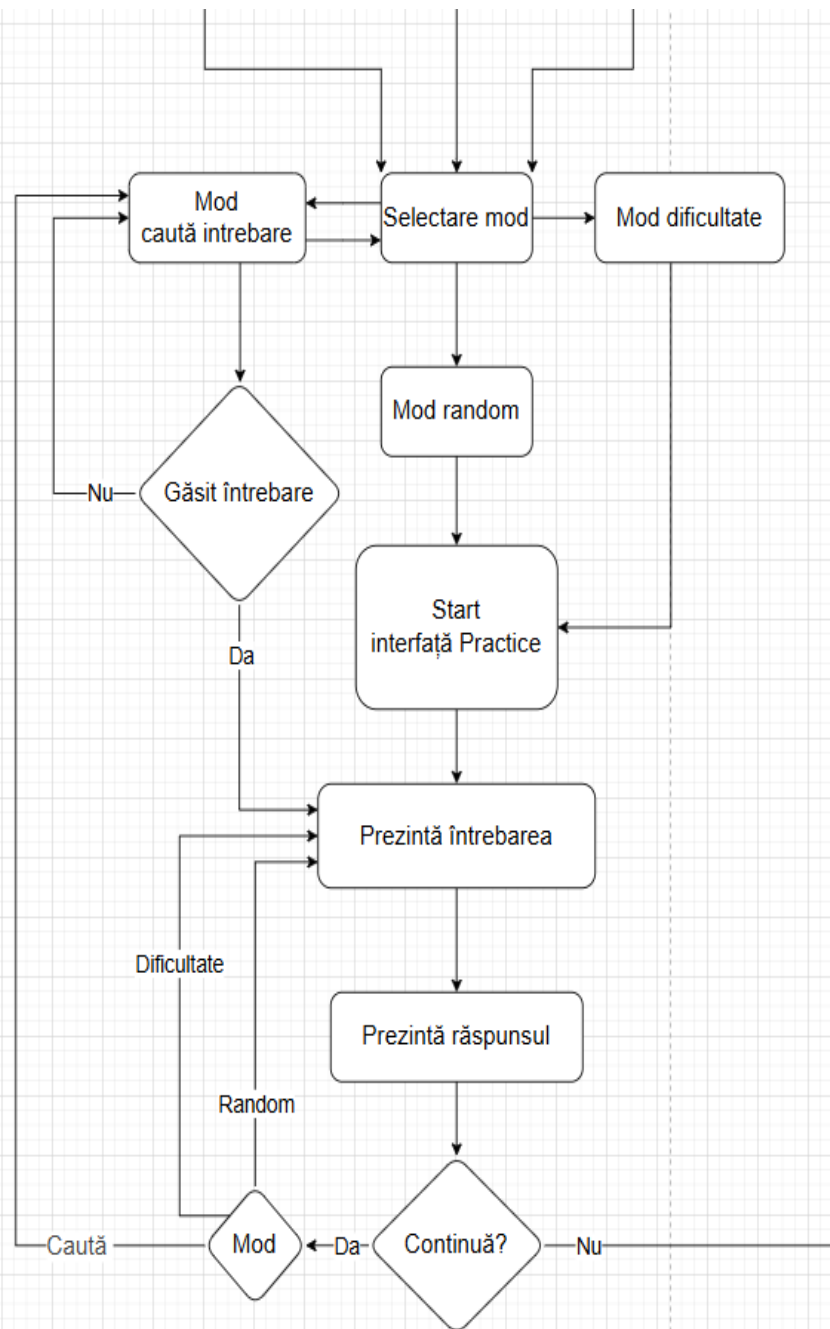 Mod
caută intrebare
Selectare mod
Mod dificultate
Mod random
Nu
Găsit întrebare
Start
interfață Practice
Da
Prezintă întrebarea
Dificultate
Prezintă răspunsul
Random
Caută
Mod
Da
Continuă?
Nu